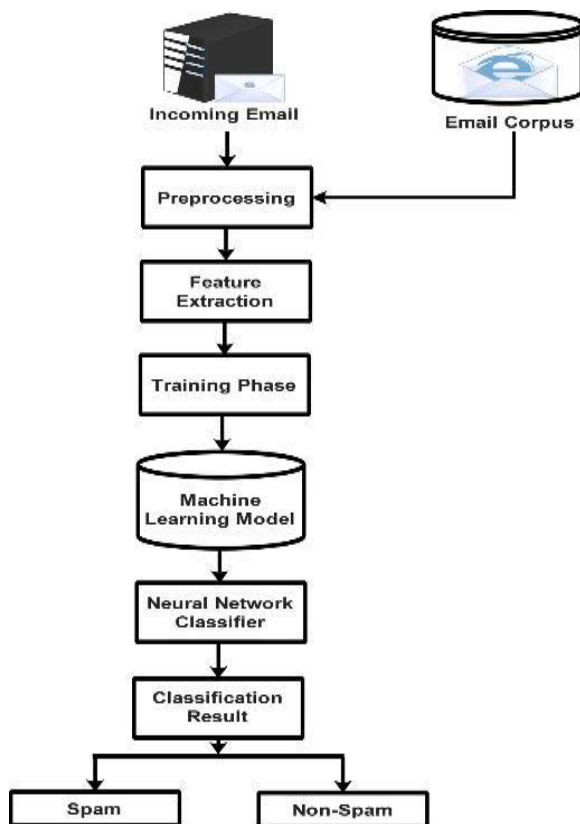 Incoming Email
Email Corpus
Preprocessing
Feature
Extraction
Training Phase
Machine
Learning Model
Neural Network
Classifier
Classification
Result
Spam
Non-Spam